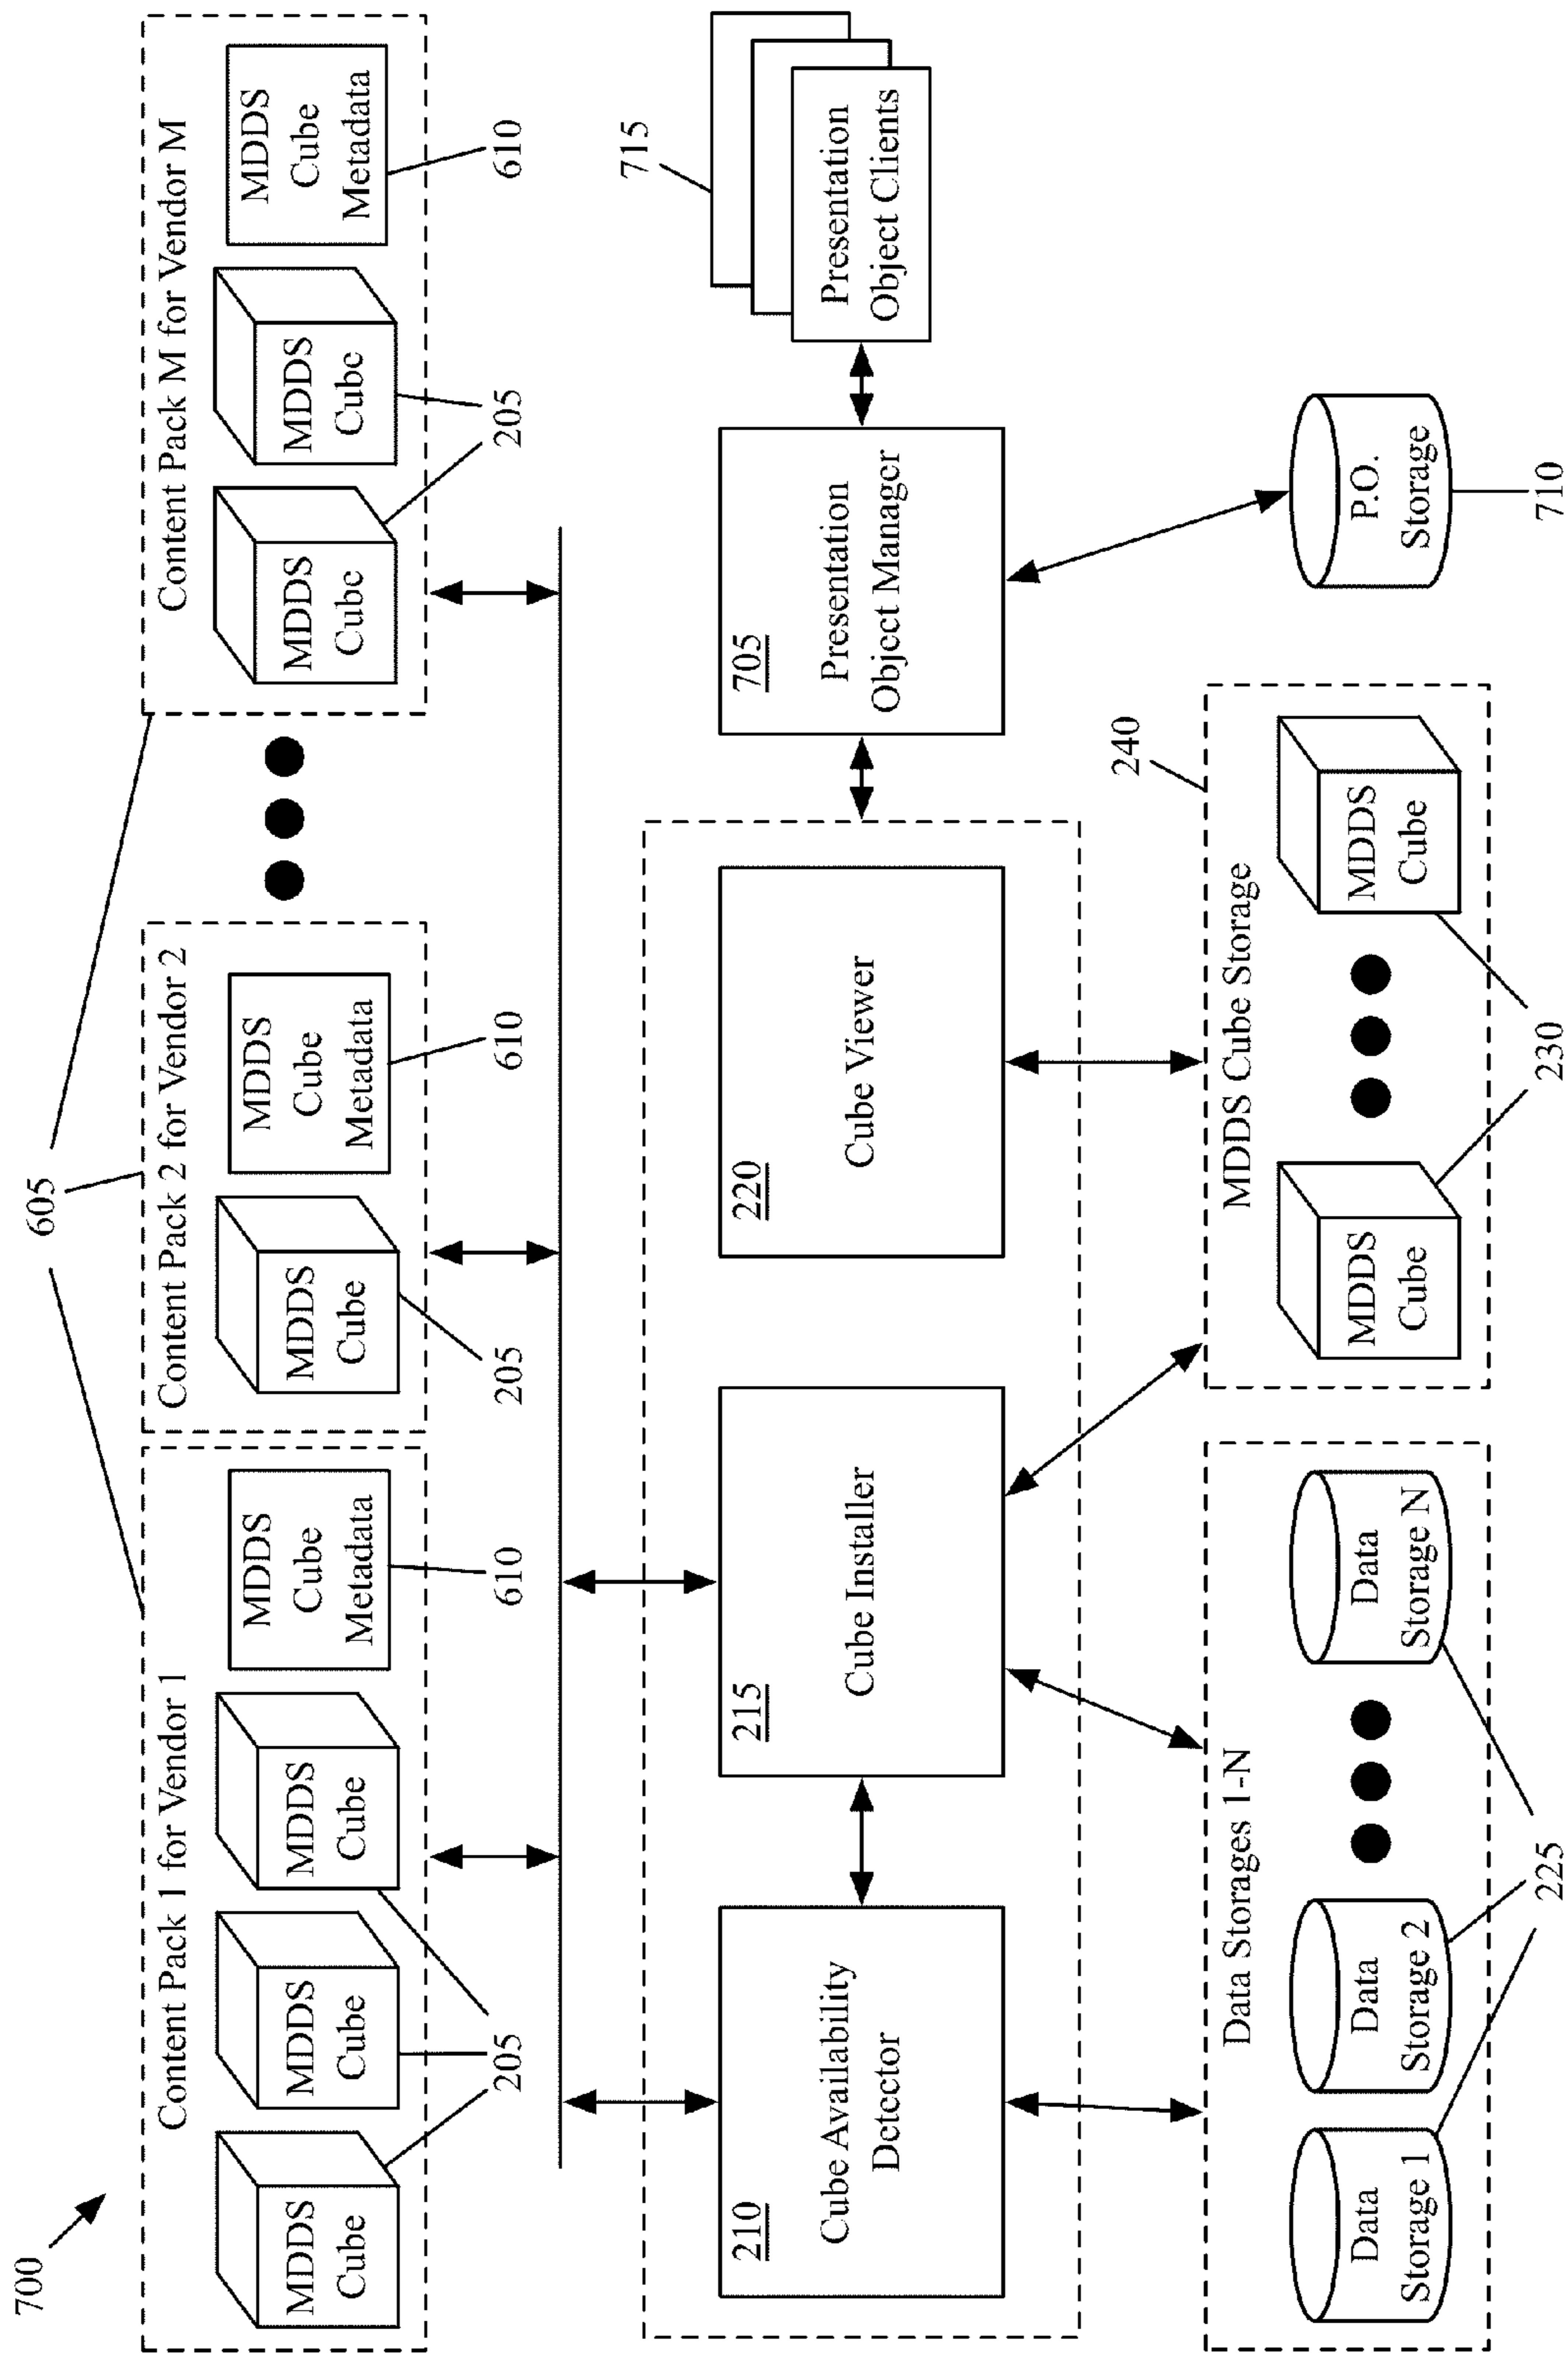 700
605
Content Pack 1 for Vendor 1
MDDS
Cube
MDDS
Cube
MDDS
Cube
MDDS
Cube
Metadata
205
610
Content Pack 2 for Vendor 2
MDDS
Cube
MDDS
Cube
Metadata
205
610
Content Pack M for Vendor M
MDDS
Cube
MDDS
Cube
MDDS
Cube
Metadata
205
610
210
Cube Availability
Detector
215
Cube Installer
220
Cube Viewer
705
Presentation
Object Manager
715
Presentation
Object Clients
Data Storages 1-N
Data
Storage 1
Data
Storage 2
Data
Storage N
225
240
MDDS Cube Storage
MDDS
Cube
MDDS
Cube
230
P.O.
Storage
710